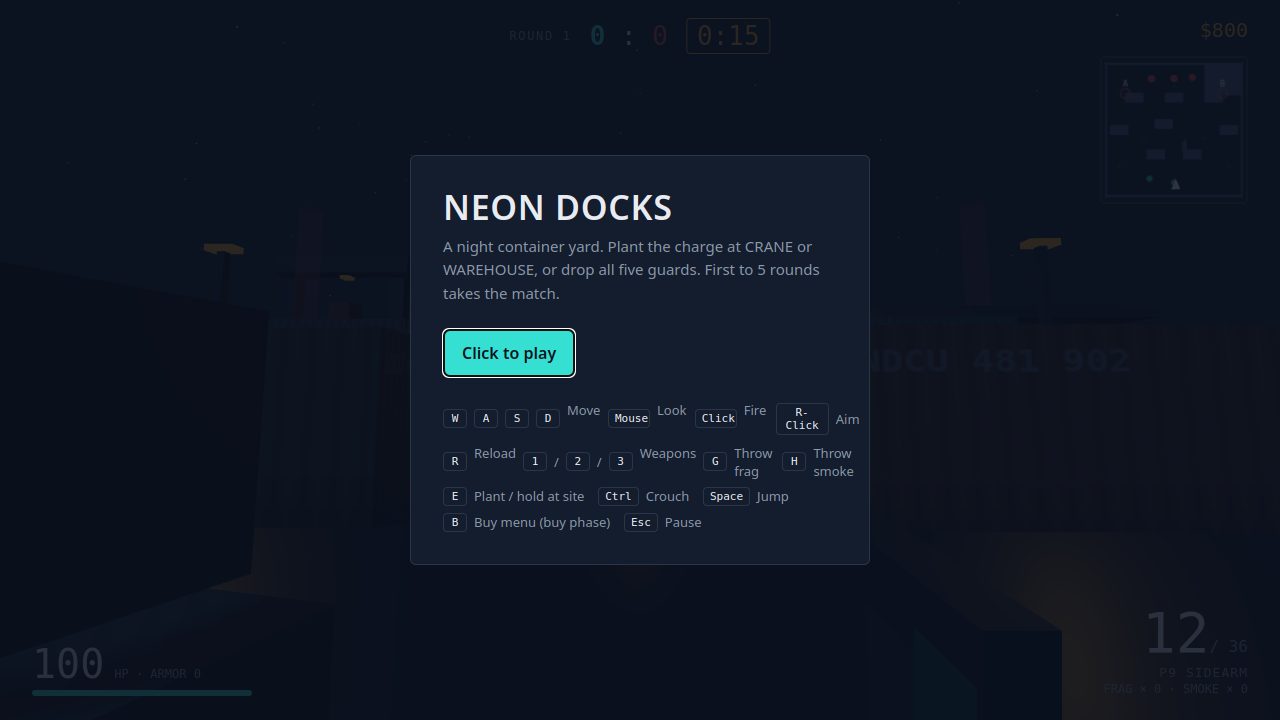 ROUND 1 0 : 0 0:15
$800
A B
NEON DOCKS
A night container yard. Plant the charge at CRANE or
WAREHOUSE, or drop all five guards. First to 5 rounds
takes the match.
Click to play
NDCU 481 902
W A S D Move Mouse Look Click Fire R-Click Aim
R Reload 1 / 2 / 3 Weapons G Throw frag H Throw smoke
E Plant / hold at site Ctrl Crouch Space Jump
B Buy menu (buy phase) Esc Pause
100 HP · ARMOR 0
12 / 36
P9 SIDEARM
FRAG × 0 · SMOKE × 0